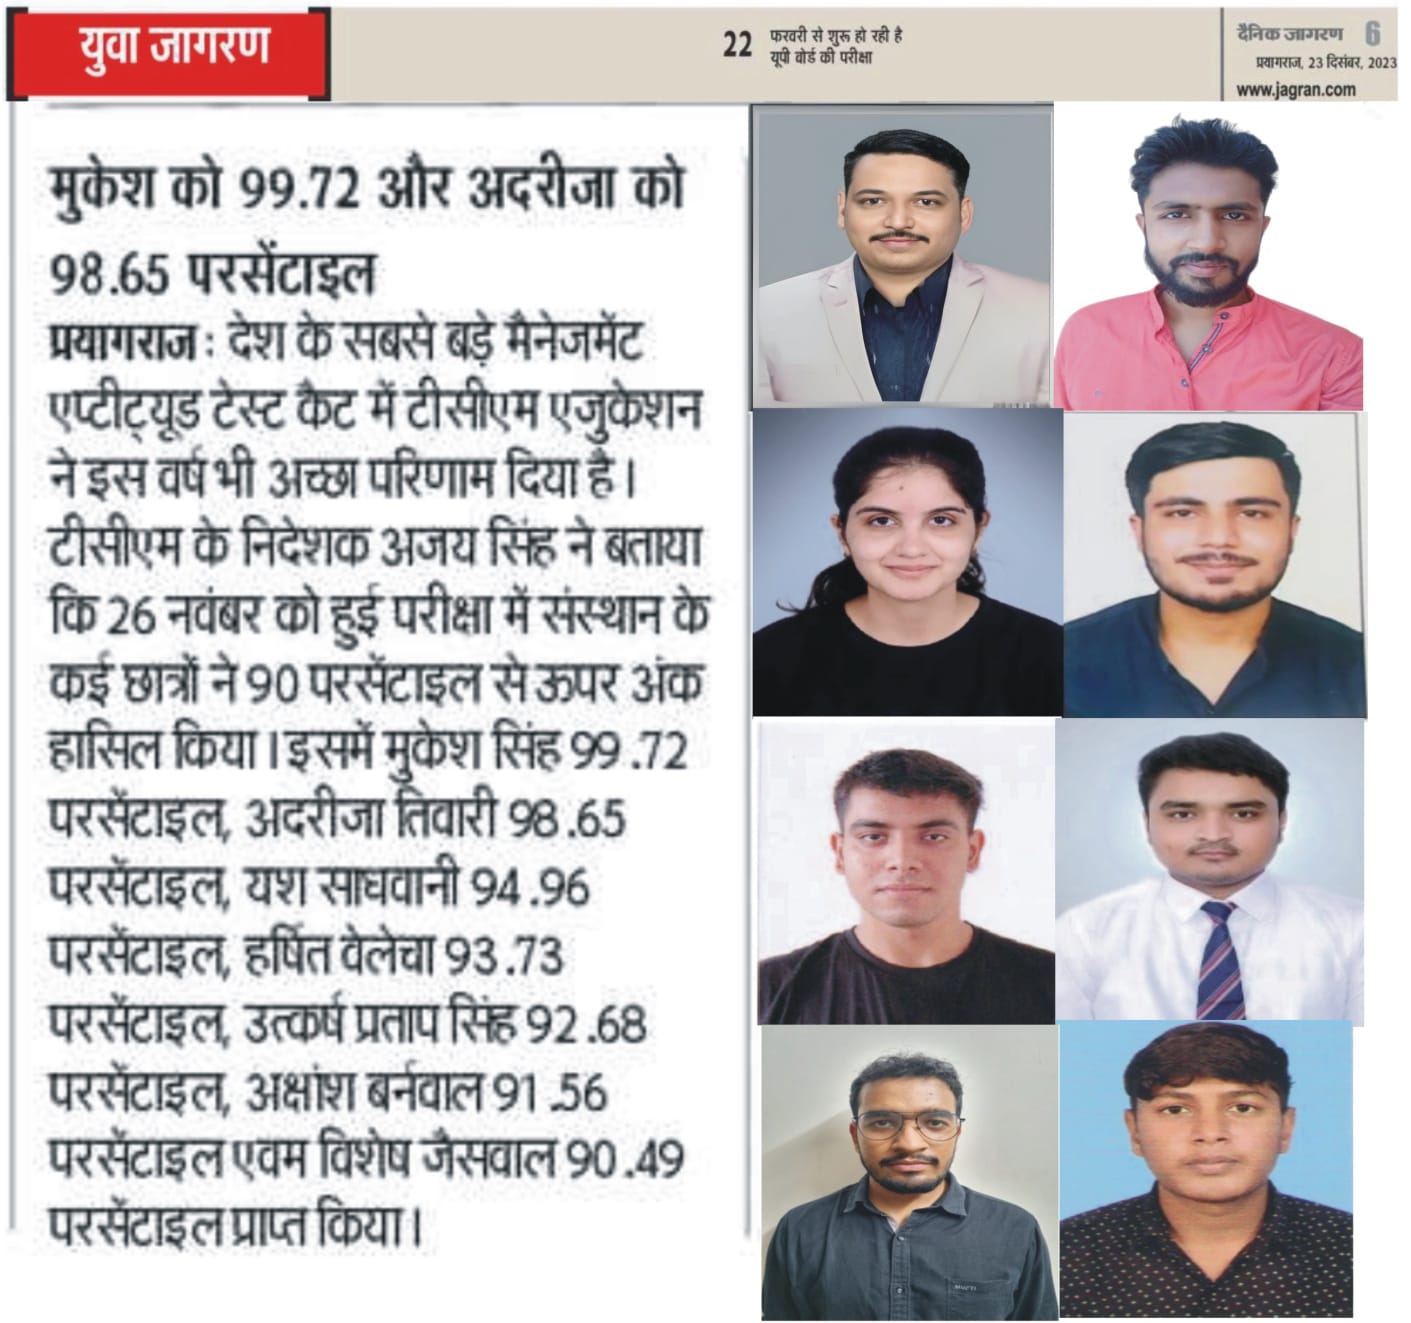 युवा जागरण
22
फरवरी से शुरू हो रही है
यूपी बोर्ड की परीक्षा
दैनिक जागरण 6
प्रयागराज, 23 दिसंबर, 2023
www.jagran.com
मुकेश को 99.72 और अदरीजा को
98.65 परसेंटाइल
प्रयागराज : देश के सबसे बड़े मैनेजमेंट
एप्टीट्यूड टेस्ट कैट में टीसीएम एजुकेशन
ने इस वर्ष भी अच्छा परिणाम दिया है।
टीसीएम के निदेशक अजय सिंह ने बताया
कि 26 नवंबर को हुई परीक्षा में संस्थान के
कई छात्रों ने 90 परसेंटाइल से ऊपर अंक
हासिल किया। इसमें मुकेश सिंह 99.72
परसेंटाइल, अदरीजा तिवारी 98.65
परसेंटाइल, यश साधवानी 94.96
परसेंटाइल, हर्षित वेलेचा 93.73
परसेंटाइल, उत्कर्ष प्रताप सिंह 92.68
परसेंटाइल, अक्षांश बर्नवाल 91.56
परसेंटाइल एवम विशेष जैसवाल 90.49
परसेंटाइल प्राप्त किया।